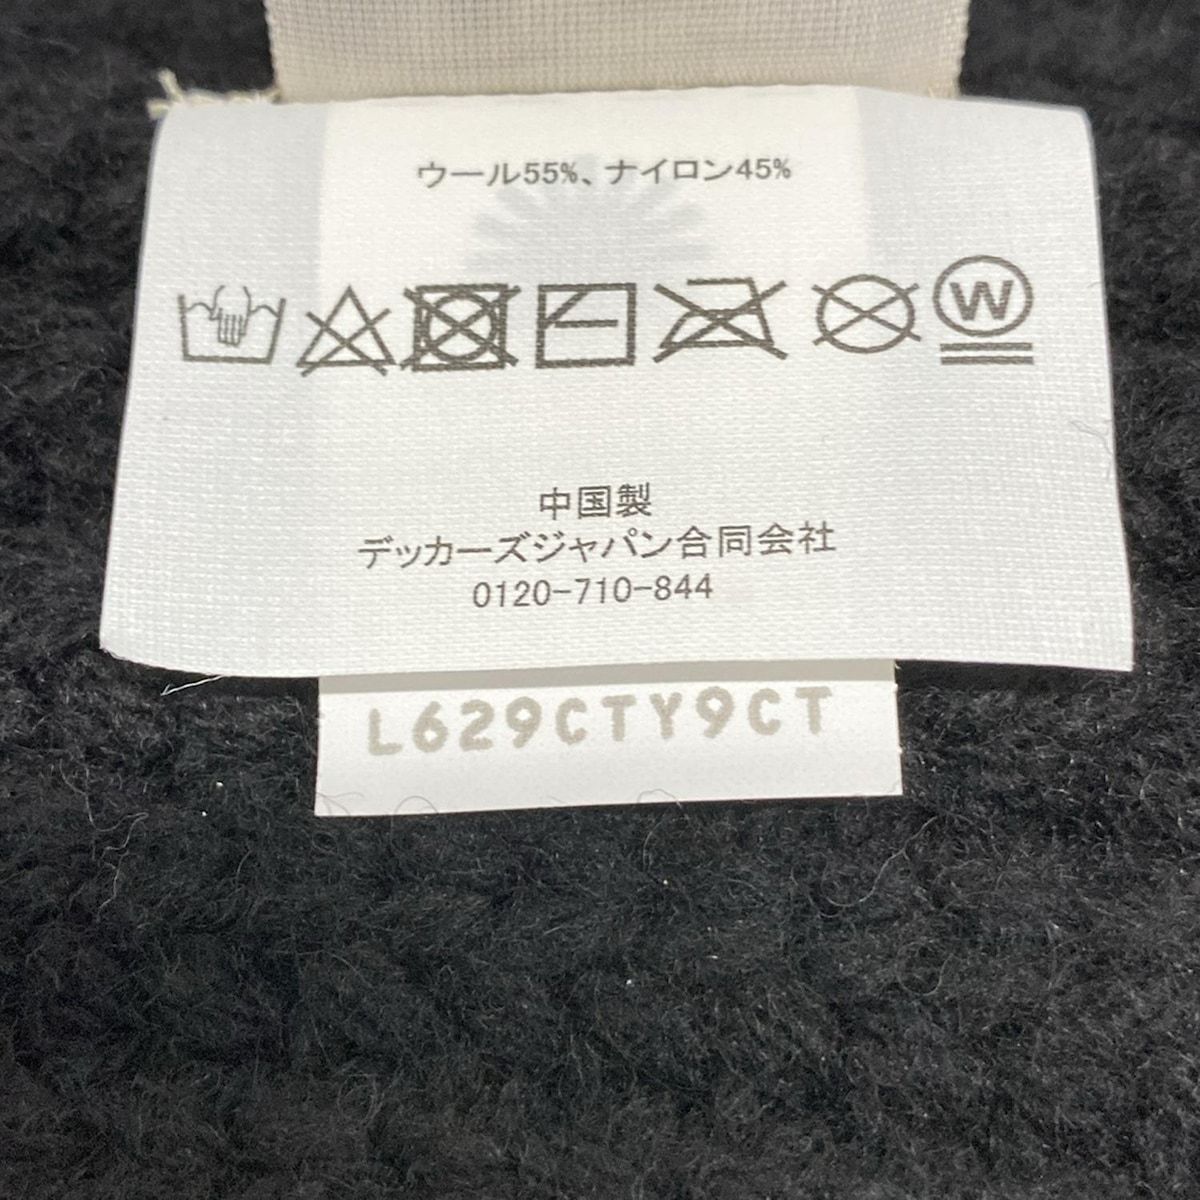 ウール55%、ナイロン45%
W
中国製
デッカーズジャパン合同会社
0120-710-844
L629CTY9CT